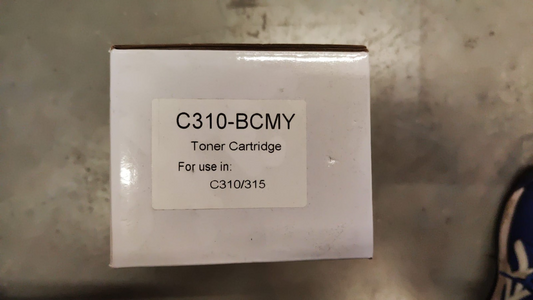 C310-BCMY
Toner Cartridge
For use in:
C310/315